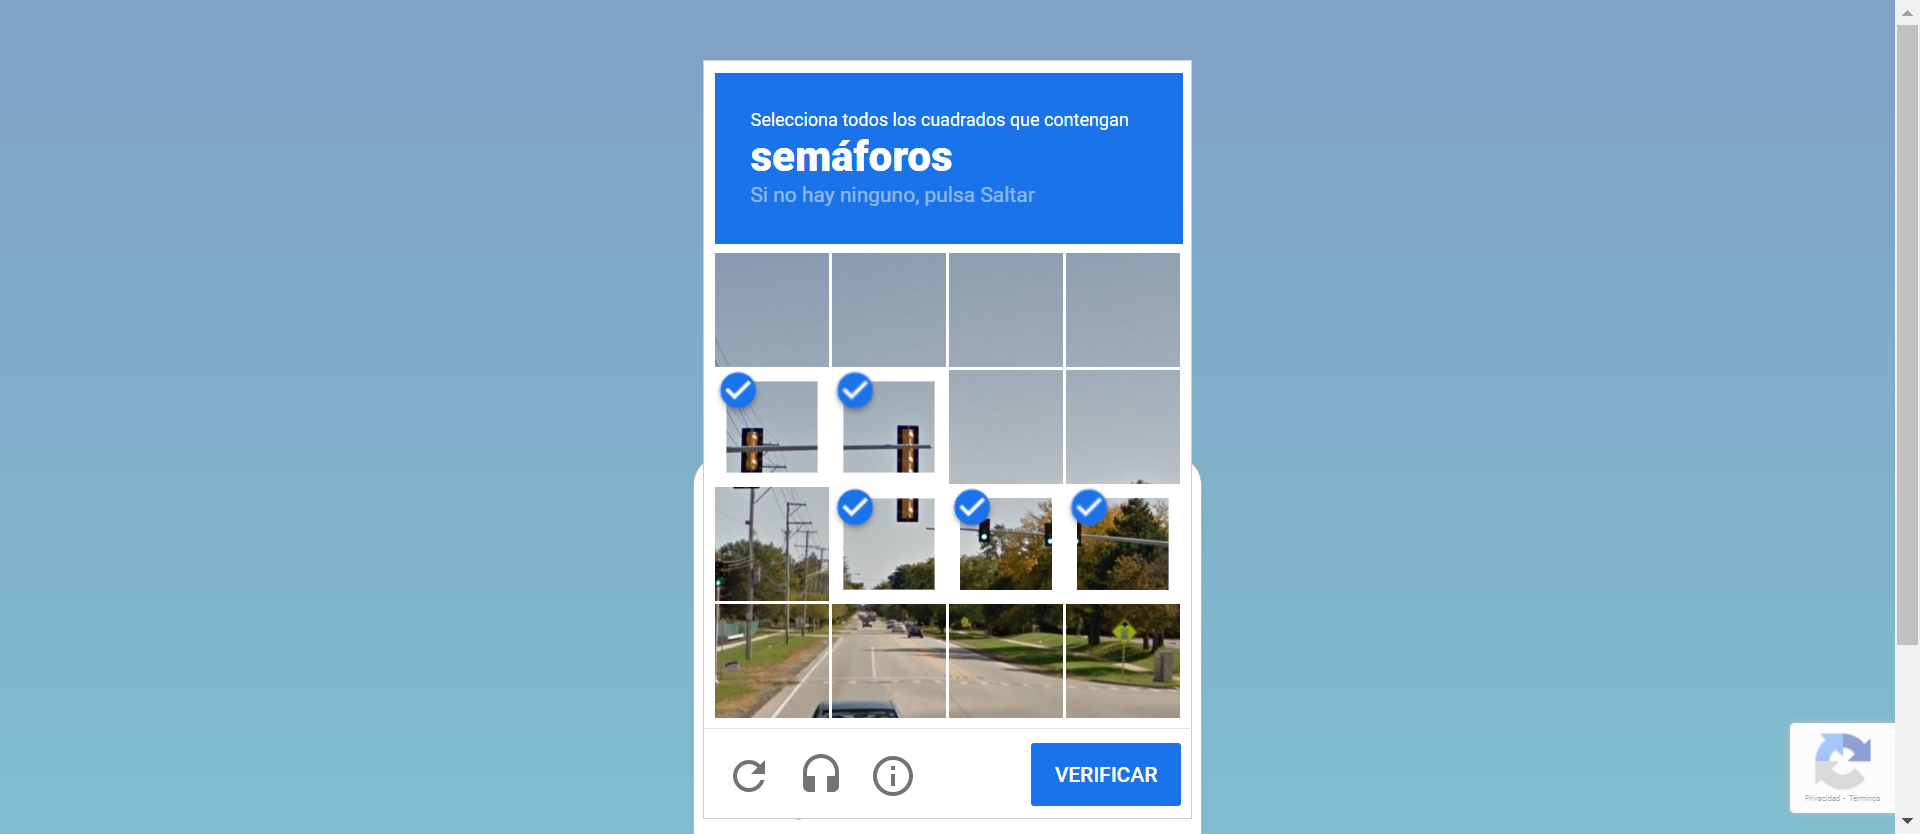 Selecciona todos los cuadrados que contengan
semáforos
Si no hay ninguno, pulsa Saltar
VERIFICAR
Privacidad - Términos